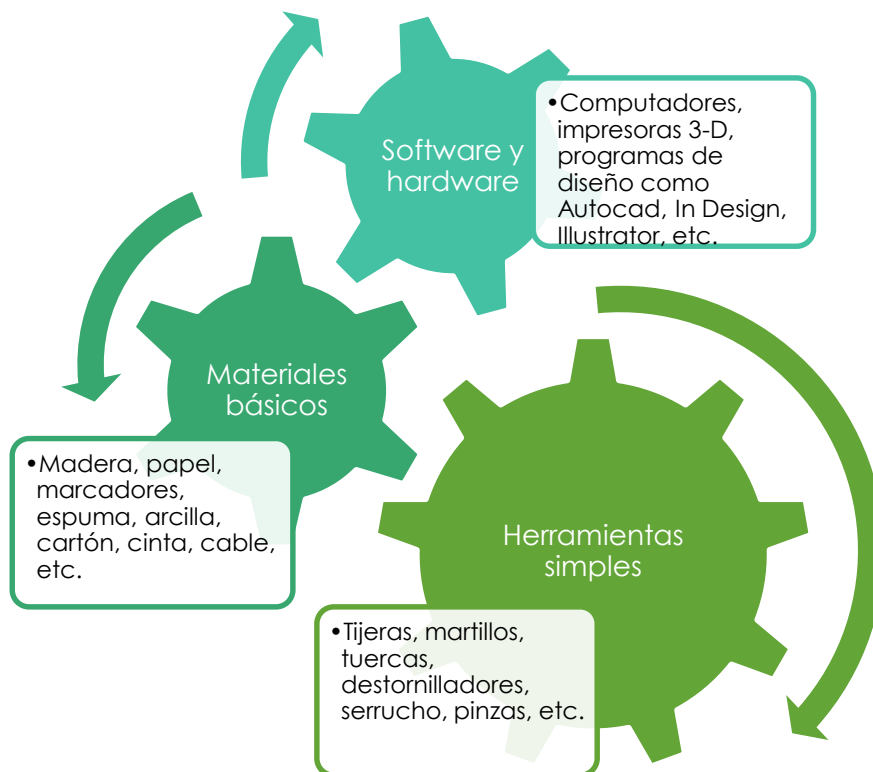 Software y
hardware
•Computadores,
impresoras 3-D,
programas de
diseño como
Autocad, In Design,
Illustrator, etc.
Materiales
básicos
•Madera, papel,
marcadores,
espuma, arcilla,
cartón, cinta, cable,
etc.
Herramientas
simples
•Tijeras, martillos,
tuercas,
destornilladores,
serrucho, pinzas, etc.